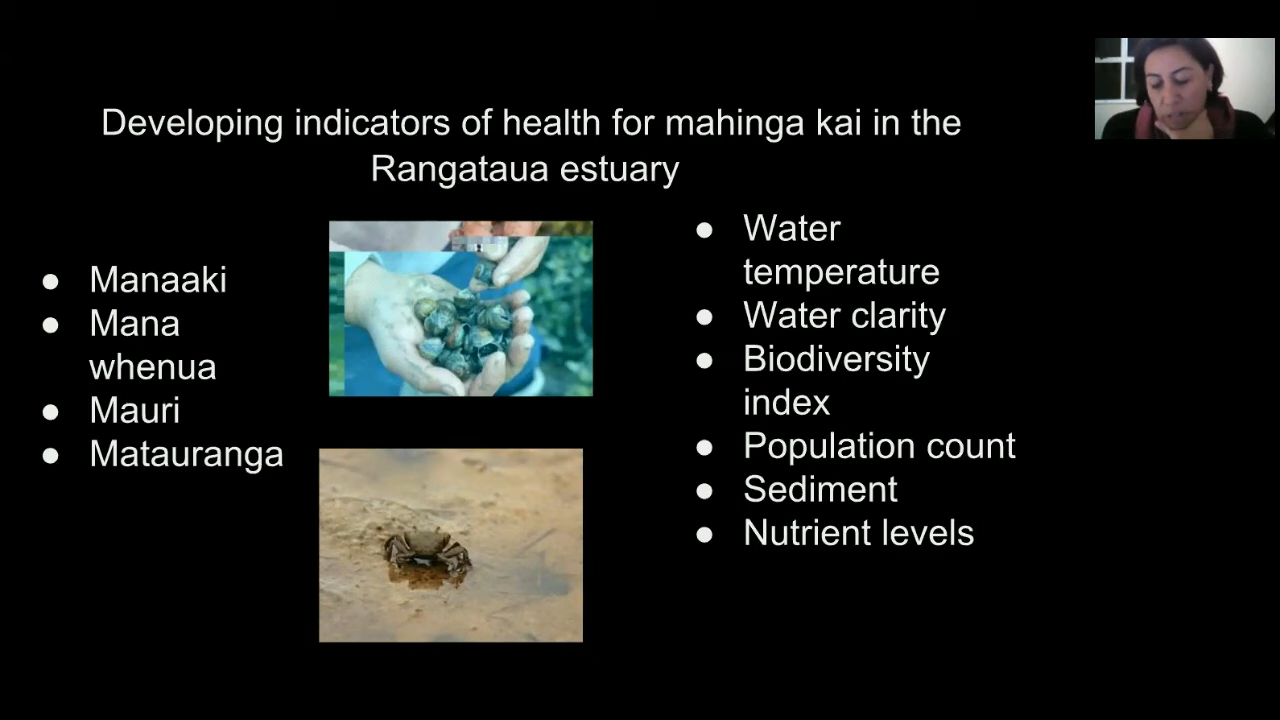 Developing indicators of health for mahinga kai in the
Rangataua estuary
● Manaaki
● Mana
whenua
● Mauri
● Matauranga
● Water
temperature
● Water clarity
● Biodiversity
index
● Population count
● Sediment
● Nutrient levels